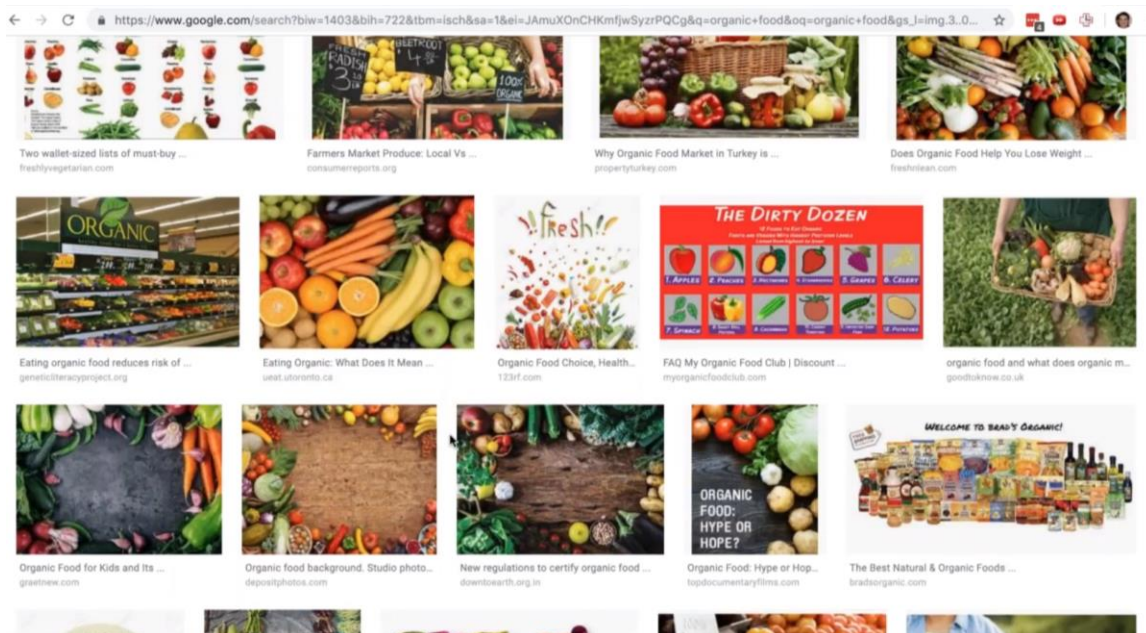 https://www.google.com/search?biw=1403&bih=722&tbm=isch&sa=1&ei=JAmuXOnCHKmfjwSyzrPQCg&q=organic+food&oq=organic+food&gs_l=img.3..0...
FRESH
RADISH
3
BEETROOT
4
100%
ORGANIC
Two wallet-sized lists of must-buy ...
Farmers Market Produce: Local Vs ...
Why Organic Food Market in Turkey is ...
Does Organic Food Help You Lose Weight ...
freshlyvegetarian.com
consumerreports.org
propertyturkey.com
freshnlean.com
ORGANIC
fresh
THE DIRTY DOZEN
1. APPLES
2. PEACHES
3. NECTARINES
4. STRAWBERRIES
5. GRAPES
6. CELERY
7. SPINACH
12. POTATOES
Eating organic food reduces risk of ...
Eating Organic: What Does It Mean ...
Organic Food Choice, Health...
FAQ My Organic Food Club | Discount ...
organic food and what does organic m...
geneticliteracyproject.org
ueat.utoronto.ca
123rf.com
myorganicfoodclub.com
goodtoknow.co.uk
ORGANIC
FOOD:
HYPE OR
HOPE?
WELCOME TO BRAD'S ORGANIC!
Organic Food for Kids and Its ...
Organic food background. Studio photo...
New regulations to certify organic food ...
Organic Food: Hype or Hop...
The Best Natural & Organic Foods ...
graetnew.com
depositphotos.com
downtoearth.org.in
topdocumentaryfilms.com
bradsorganic.com